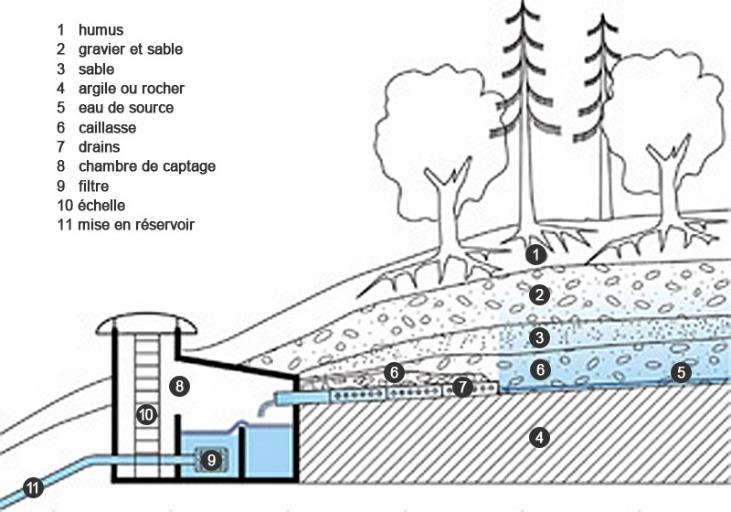 1 humus
2 gravier et sable
3 sable
4 argile ou rocher
5 eau de source
6 caillasse
7 drains
8 chambre de captage
9 filtre
10 échelle
11 mise en réservoir
1
2
3
6
5
6
7
8
10
4
9
11